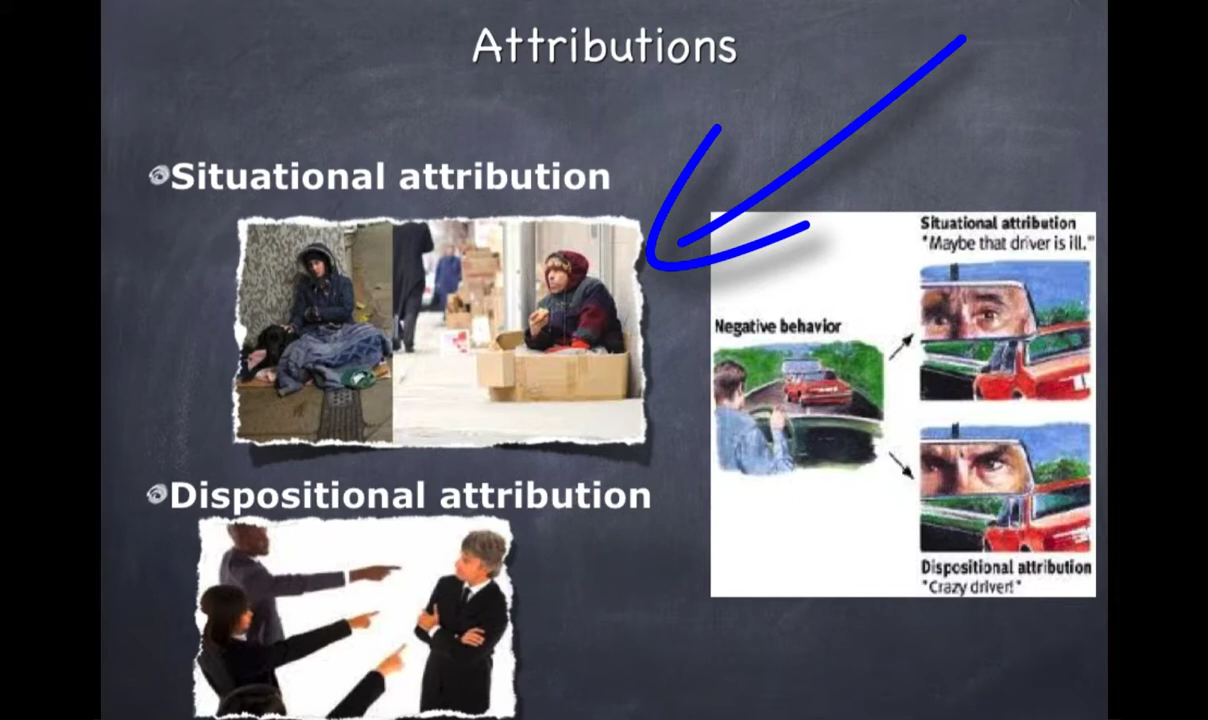 Attributions
Situational attribution
Situational attribution
"Maybe that driver is ill."
Negative behavior
Dispositional attribution
Dispositional attribution
"Crazy driver!"